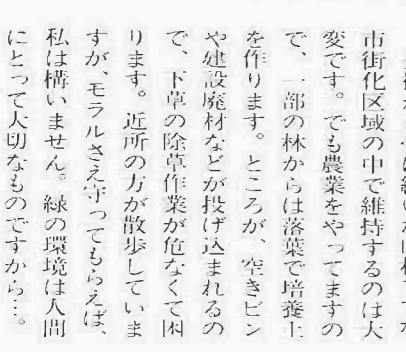 市街化区域の中で維持するのは大
変です。でも農業をやってますの
で、一部の林からは落葉で培養土
を作ります。ところが、空きビン
や建設廃材などが投げ込まれるの
で、下草の除草作業が危なくて困
ります。近所の方が散歩していま
すが、モラルさえ守ってもらえば、
私は構いません。緑の環境は人間
にとって大切なものですから…。